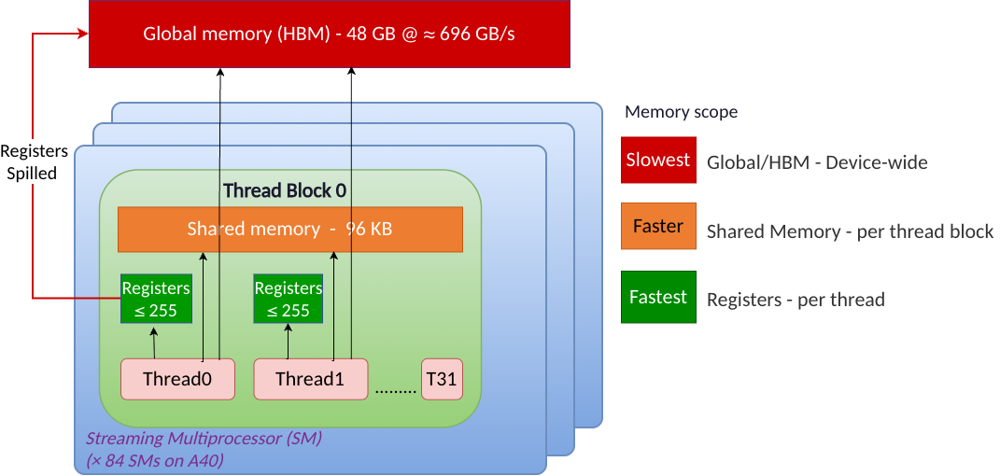 Global memory (HBM) - 48 GB @ ≈ 696 GB/s
Registers
Spilled
Thread Block 0
Shared memory - 96 KB
Registers
≤ 255
Registers
≤ 255
Thread0
Thread1
.........
T31
Streaming Multiprocessor (SM)
(× 84 SMs on A40)
Memory scope
Slowest
Global/HBM - Device-wide
Faster
Shared Memory - per thread block
Fastest
Registers - per thread